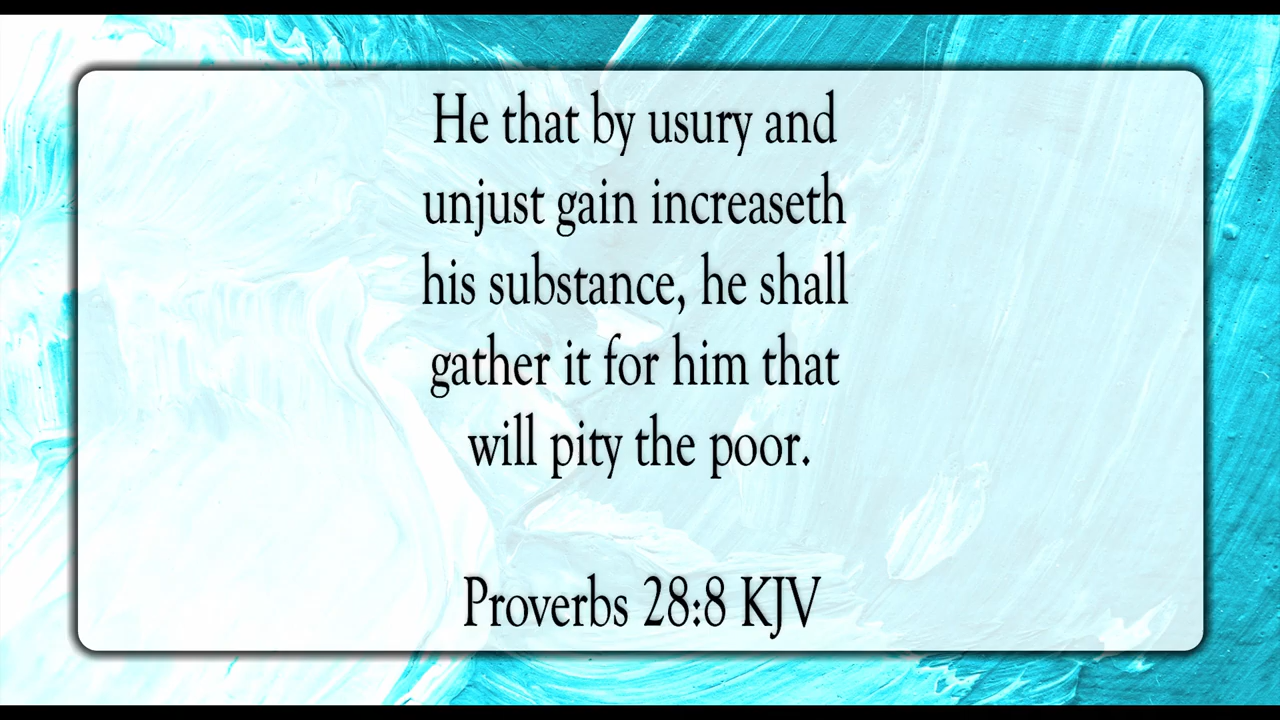 He that by usury and
unjust gain increaseth
his substance, he shall
gather it for him that
will pity the poor.
Proverbs 28:8 KJV